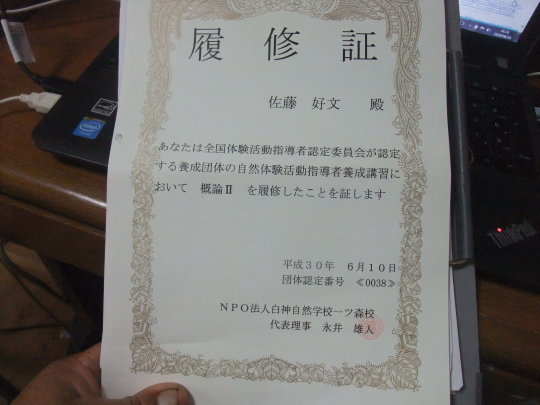 履修証
佐藤 好文 殿
あなたは全国体験活動指導者認定委員会が認定
する養成団体の自然体験活動指導者養成講習に
おいて 概論Ⅱ を履修したことを証します
平成30年 6月10日
団体認定番号 ≪0038≫
NPO法人白神自然学校一ツ森校
代表理事 永井 雄人
intel
ThinkPad